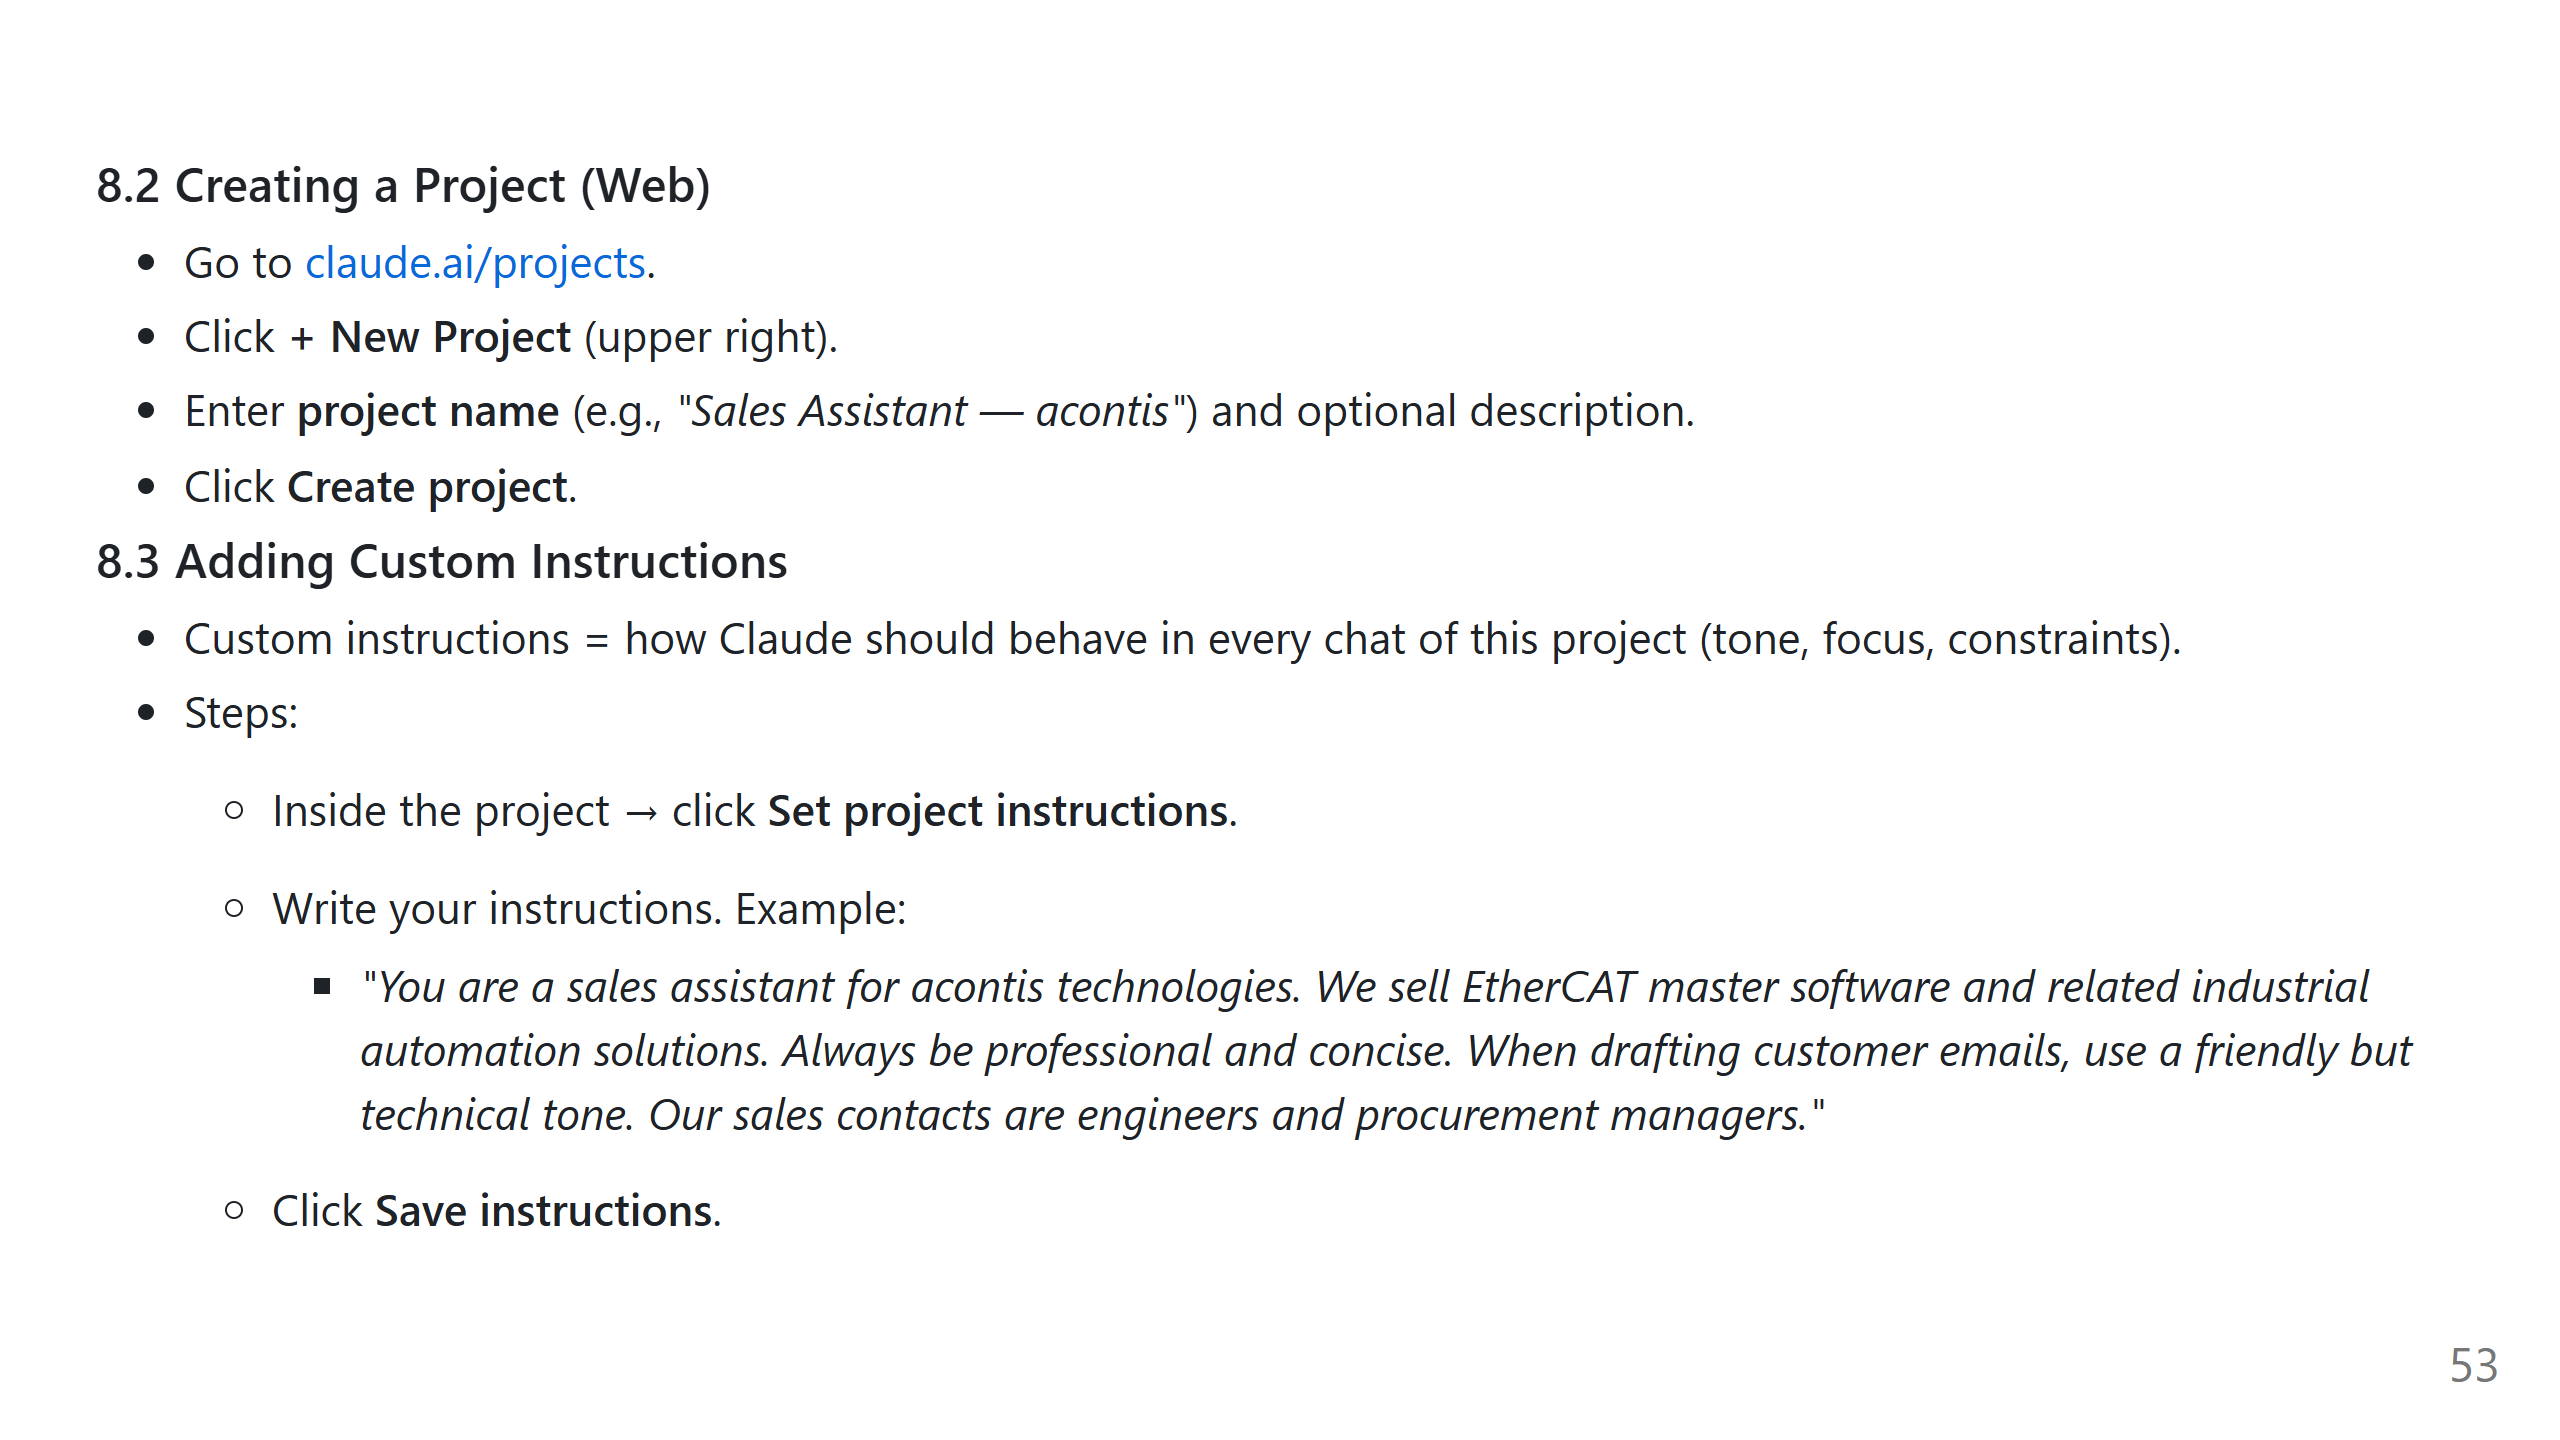 8.2 Creating a Project (Web)
• Go to claude.ai/projects.
• Click + New Project (upper right).
• Enter project name (e.g., "Sales Assistant — acontis") and optional description.
• Click Create project.
8.3 Adding Custom Instructions
• Custom instructions = how Claude should behave in every chat of this project (tone, focus, constraints).
• Steps:
○ Inside the project → click Set project instructions.
○ Write your instructions. Example:
▪ "You are a sales assistant for acontis technologies. We sell EtherCAT master software and related industrial
automation solutions. Always be professional and concise. When drafting customer emails, use a friendly but
technical tone. Our sales contacts are engineers and procurement managers."
○ Click Save instructions.
53